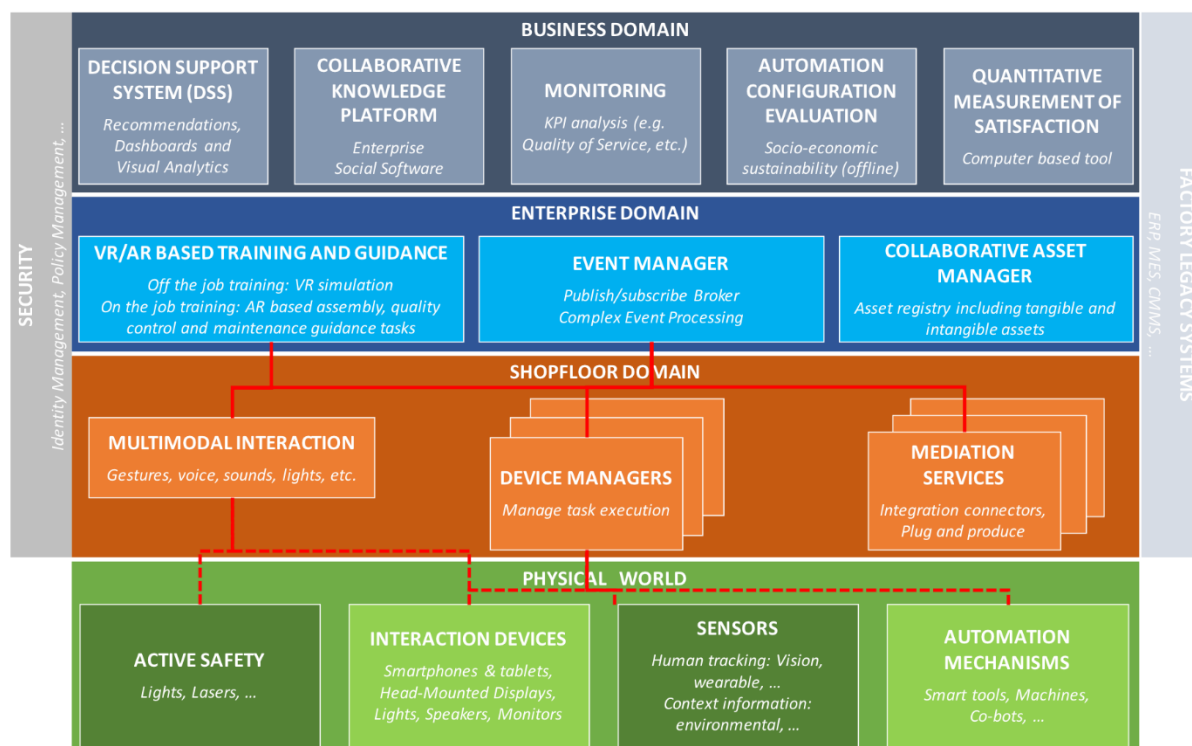 BUSINESS DOMAIN
DECISION SUPPORT
SYSTEM (DSS)
Recommendations,
Dashboards and
Visual Analytics
COLLABORATIVE
KNOWLEDGE
PLATFORM
Enterprise
Social Software
MONITORING
KPI analysis (e.g.
Quality of Service, etc.)
AUTOMATION
CONFIGURATION
EVALUATION
Socio-economic
sustainability (offline)
QUANTITATIVE
MEASUREMENT OF
SATISFACTION
Computer based tool
SECURITY
Identity Management, Policy Management, ...
FACTORY LEGACY SYSTEMS
ERP, MES, CMMS, ...
ENTERPRISE DOMAIN
VR/AR BASED TRAINING AND GUIDANCE
Off the job training: VR simulation
On the job training: AR based assembly, quality
control and maintenance guidance tasks
EVENT MANAGER
Publish/subscribe Broker
Complex Event Processing
COLLABORATIVE ASSET
MANAGER
Asset registry including tangible and
intangible assets
SHOPFLOOR DOMAIN
MULTIMODAL INTERACTION
Gestures, voice, sounds, lights, etc.
DEVICE MANAGERS
Manage task execution
MEDIATION
SERVICES
Integration connectors,
Plug and produce
PHYSICAL WORLD
ACTIVE SAFETY
Lights, Lasers, ...
INTERACTION DEVICES
Smartphones & tablets,
Head-Mounted Displays,
Lights, Speakers, Monitors
SENSORS
Human tracking: Vision,
wearable, ...
Context information:
environmental, ...
AUTOMATION
MECHANISMS
Smart tools, Machines,
Co-bots, ...